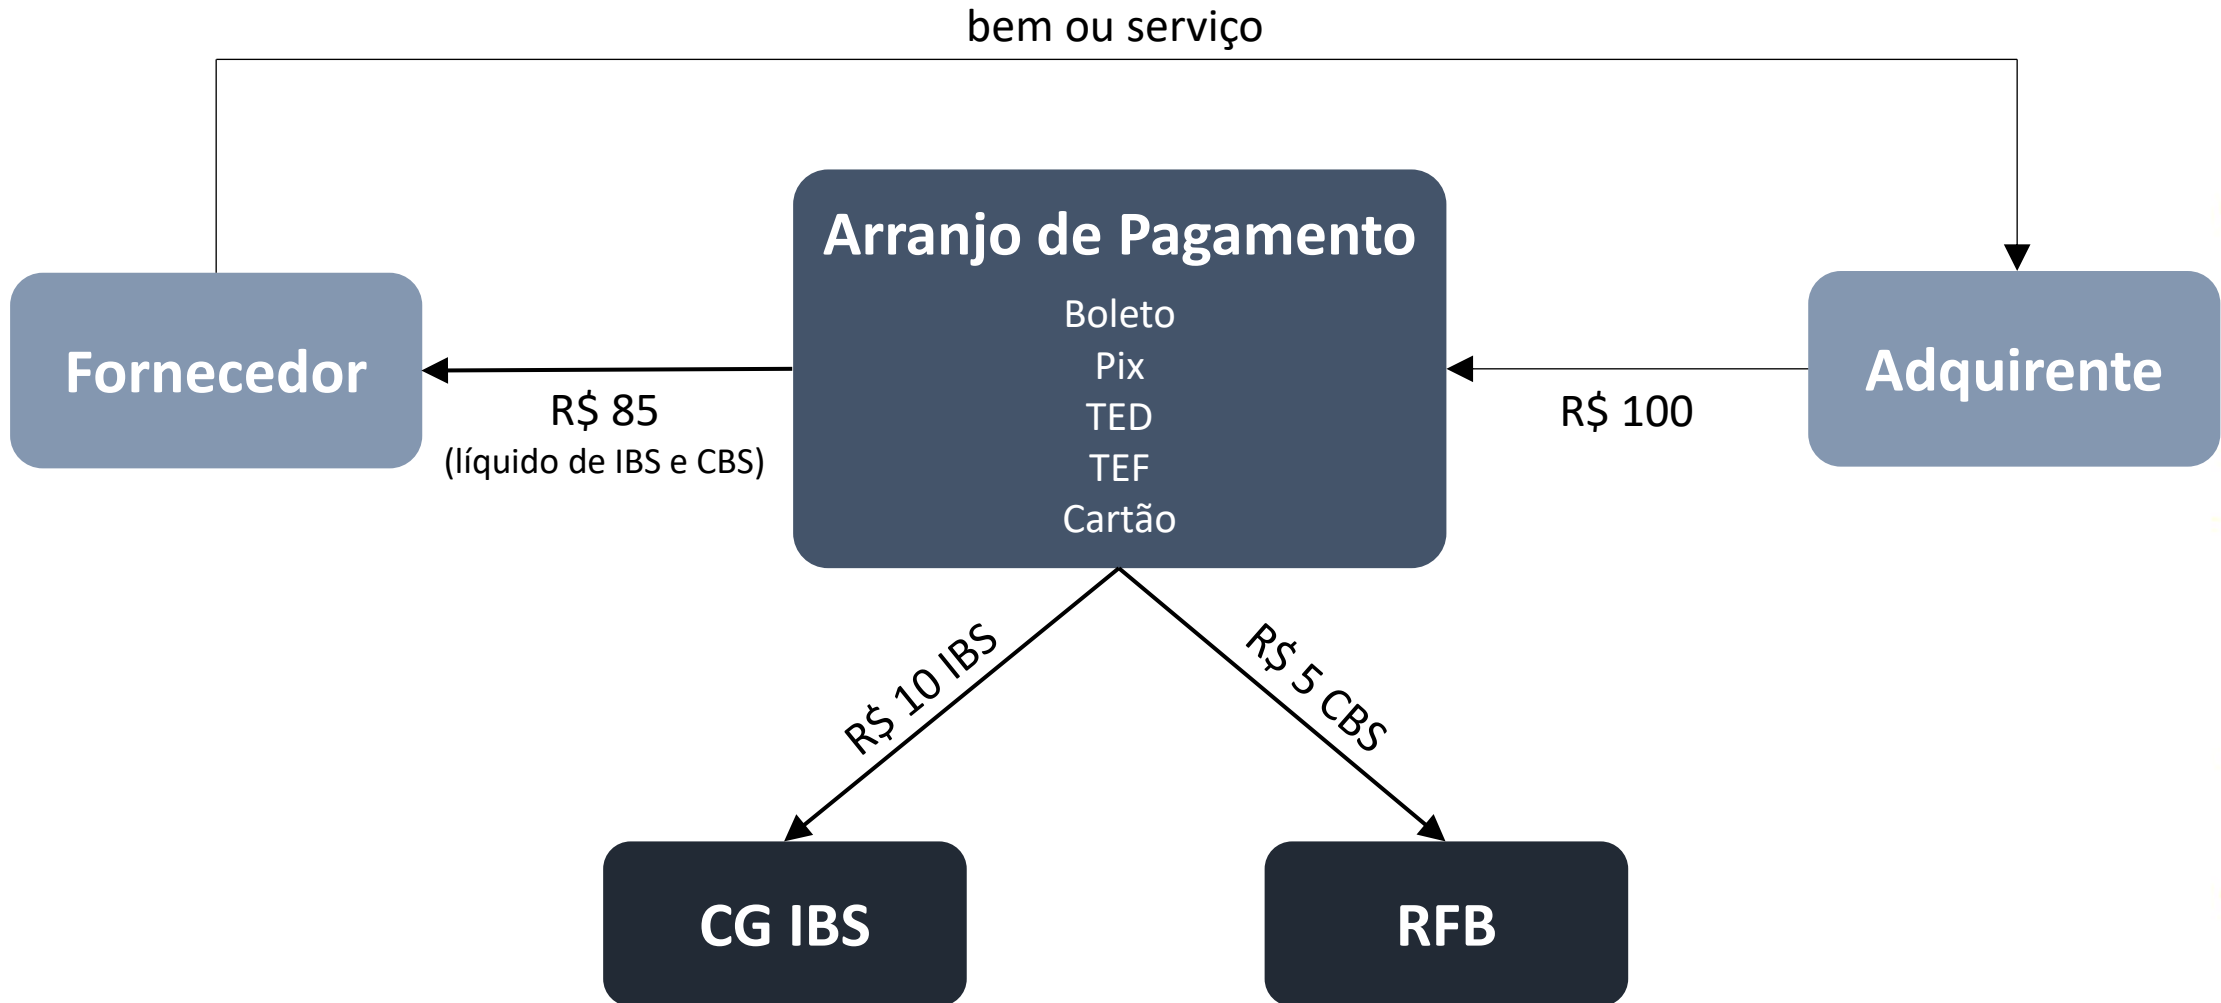 bem ou serviço
Arranjo de Pagamento
Boleto
Pix
TED
TEF
Cartão
Fornecedor
R$ 85
(líquido de IBS e CBS)
R$ 100
Adquirente
R$ 10 IBS
R$ 5 CBS
CG IBS
RFB